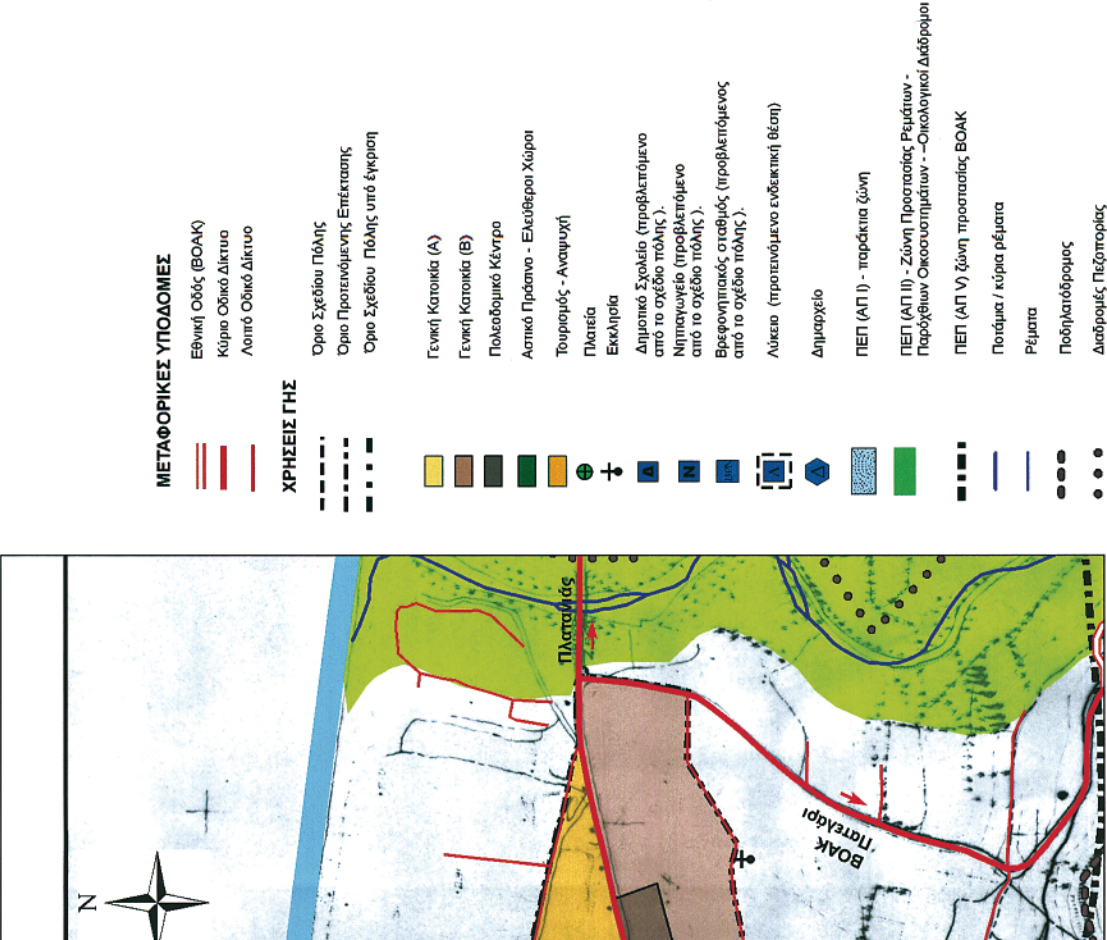 ΜΕΤΑΦΟΡΙΚΕΣ ΥΠΟΔΟΜΕΣ
Εθνική Οδός (ΒΟΑΚ)
Κύριο Οδικό Δίκτυο
Λοιπό Οδικό Δίκτυο
ΧΡΗΣΕΙΣ ΓΗΣ
Όριο Σχεδίου Πόλης
Όριο Προτεινόμενης Επέκτασης
Όριο Σχεδίου Πόλης υπό έγκριση
Γενική Κατοικία (Α)
Γενική Κατοικία (Β)
Πολεοδομικό Κέντρο
Αστικό Πράσινο - Ελεύθεροι Χώροι
Τουρισμός - Αναψυχή
Πλατεία
Εκκλησία
Δ
Δημοτικό Σχολείο (προβλεπόμενο
από το σχέδιο πόλης ).
Ν
Νηπιαγωγείο (προβλεπόμενο
από το σχέδιο πόλης ).
Βρεφονηπιακός σταθμός (προβλεπόμενος
από το σχέδιο πόλης ).
Λ
Λύκειο (προτεινόμενο ενδεικτική θέση)
Δ
Δημαρχείο
ΠΕΠ (ΑΠ Ι) - παράκτια ζώνη
ΠΕΠ (ΑΠ ΙΙ) - Ζώνη Προστασίας Ρεμάτων -
Παρόχθιων Οικοσυστημάτων - –Οικολογικοί Διάδρομοι
ΠΕΠ (ΑΠ V) ζώνη προστασίας ΒΟΑΚ
Ποτάμια / κύρια ρέματα
Ρέματα
Ποδηλατόδρομος
Διαδρομές Πεζοπορίας
N
Πλατανιάς
ΒΟΑΚ
Πατελάρι